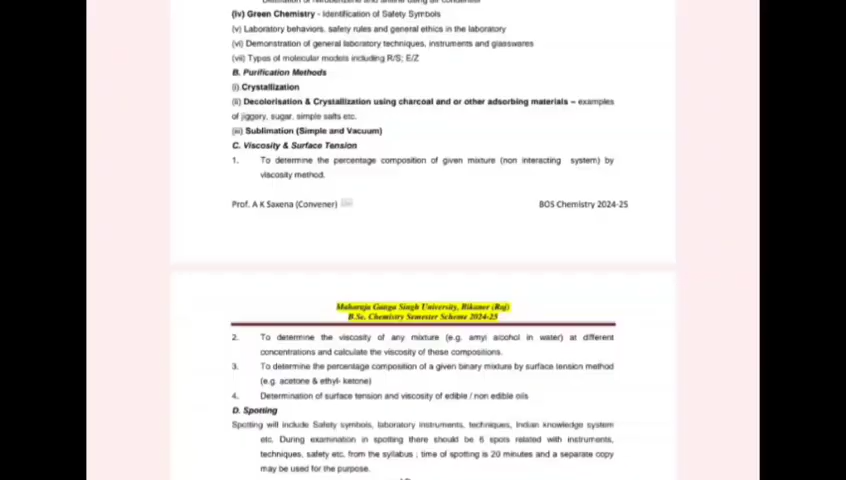 (iv) Green Chemistry - Identification of Safety Symbols
(v) Laboratory behaviors, safety rules and general ethics in the laboratory
(vi) Demonstration of general laboratory techniques, instruments and glasswares
(vii) Types of molecular models including R/S; E/Z
B. Purification Methods
(i) Crystallization
(ii) Decolorisation & Crystallization using charcoal and or other adsorbing materials – examples
of jiggery, sugar, simple salts etc.
(iii) Sublimation (Simple and Vacuum)
C. Viscosity & Surface Tension
1. To determine the percentage composition of given mixture (non interacting system) by
viscosity method.
Prof. A K Saxena (Convener) BOS Chemistry 2024-25
Maharaja Ganga Singh University, Bikaner (Raj)
B.Sc. Chemistry Semester Scheme 2024-25
2. To determine the viscosity of any mixture (e.g. amyl alcohol in water) at different
concentrations and calculate the viscosity of these compositions.
3. To determine the percentage composition of a given binary mixture by surface tension method
(e.g. acetone & ethyl- ketone)
4. Determination of surface tension and viscosity of edible / non edible oils
D. Spotting
Spotting will include Safety symbols, laboratory instruments, techniques, Indian knowledge system
etc. During examination in spotting there should be 6 spots related with instruments,
techniques, safety etc. from the syllabus ; time of spotting is 20 minutes and a separate copy
may be used for the purpose.